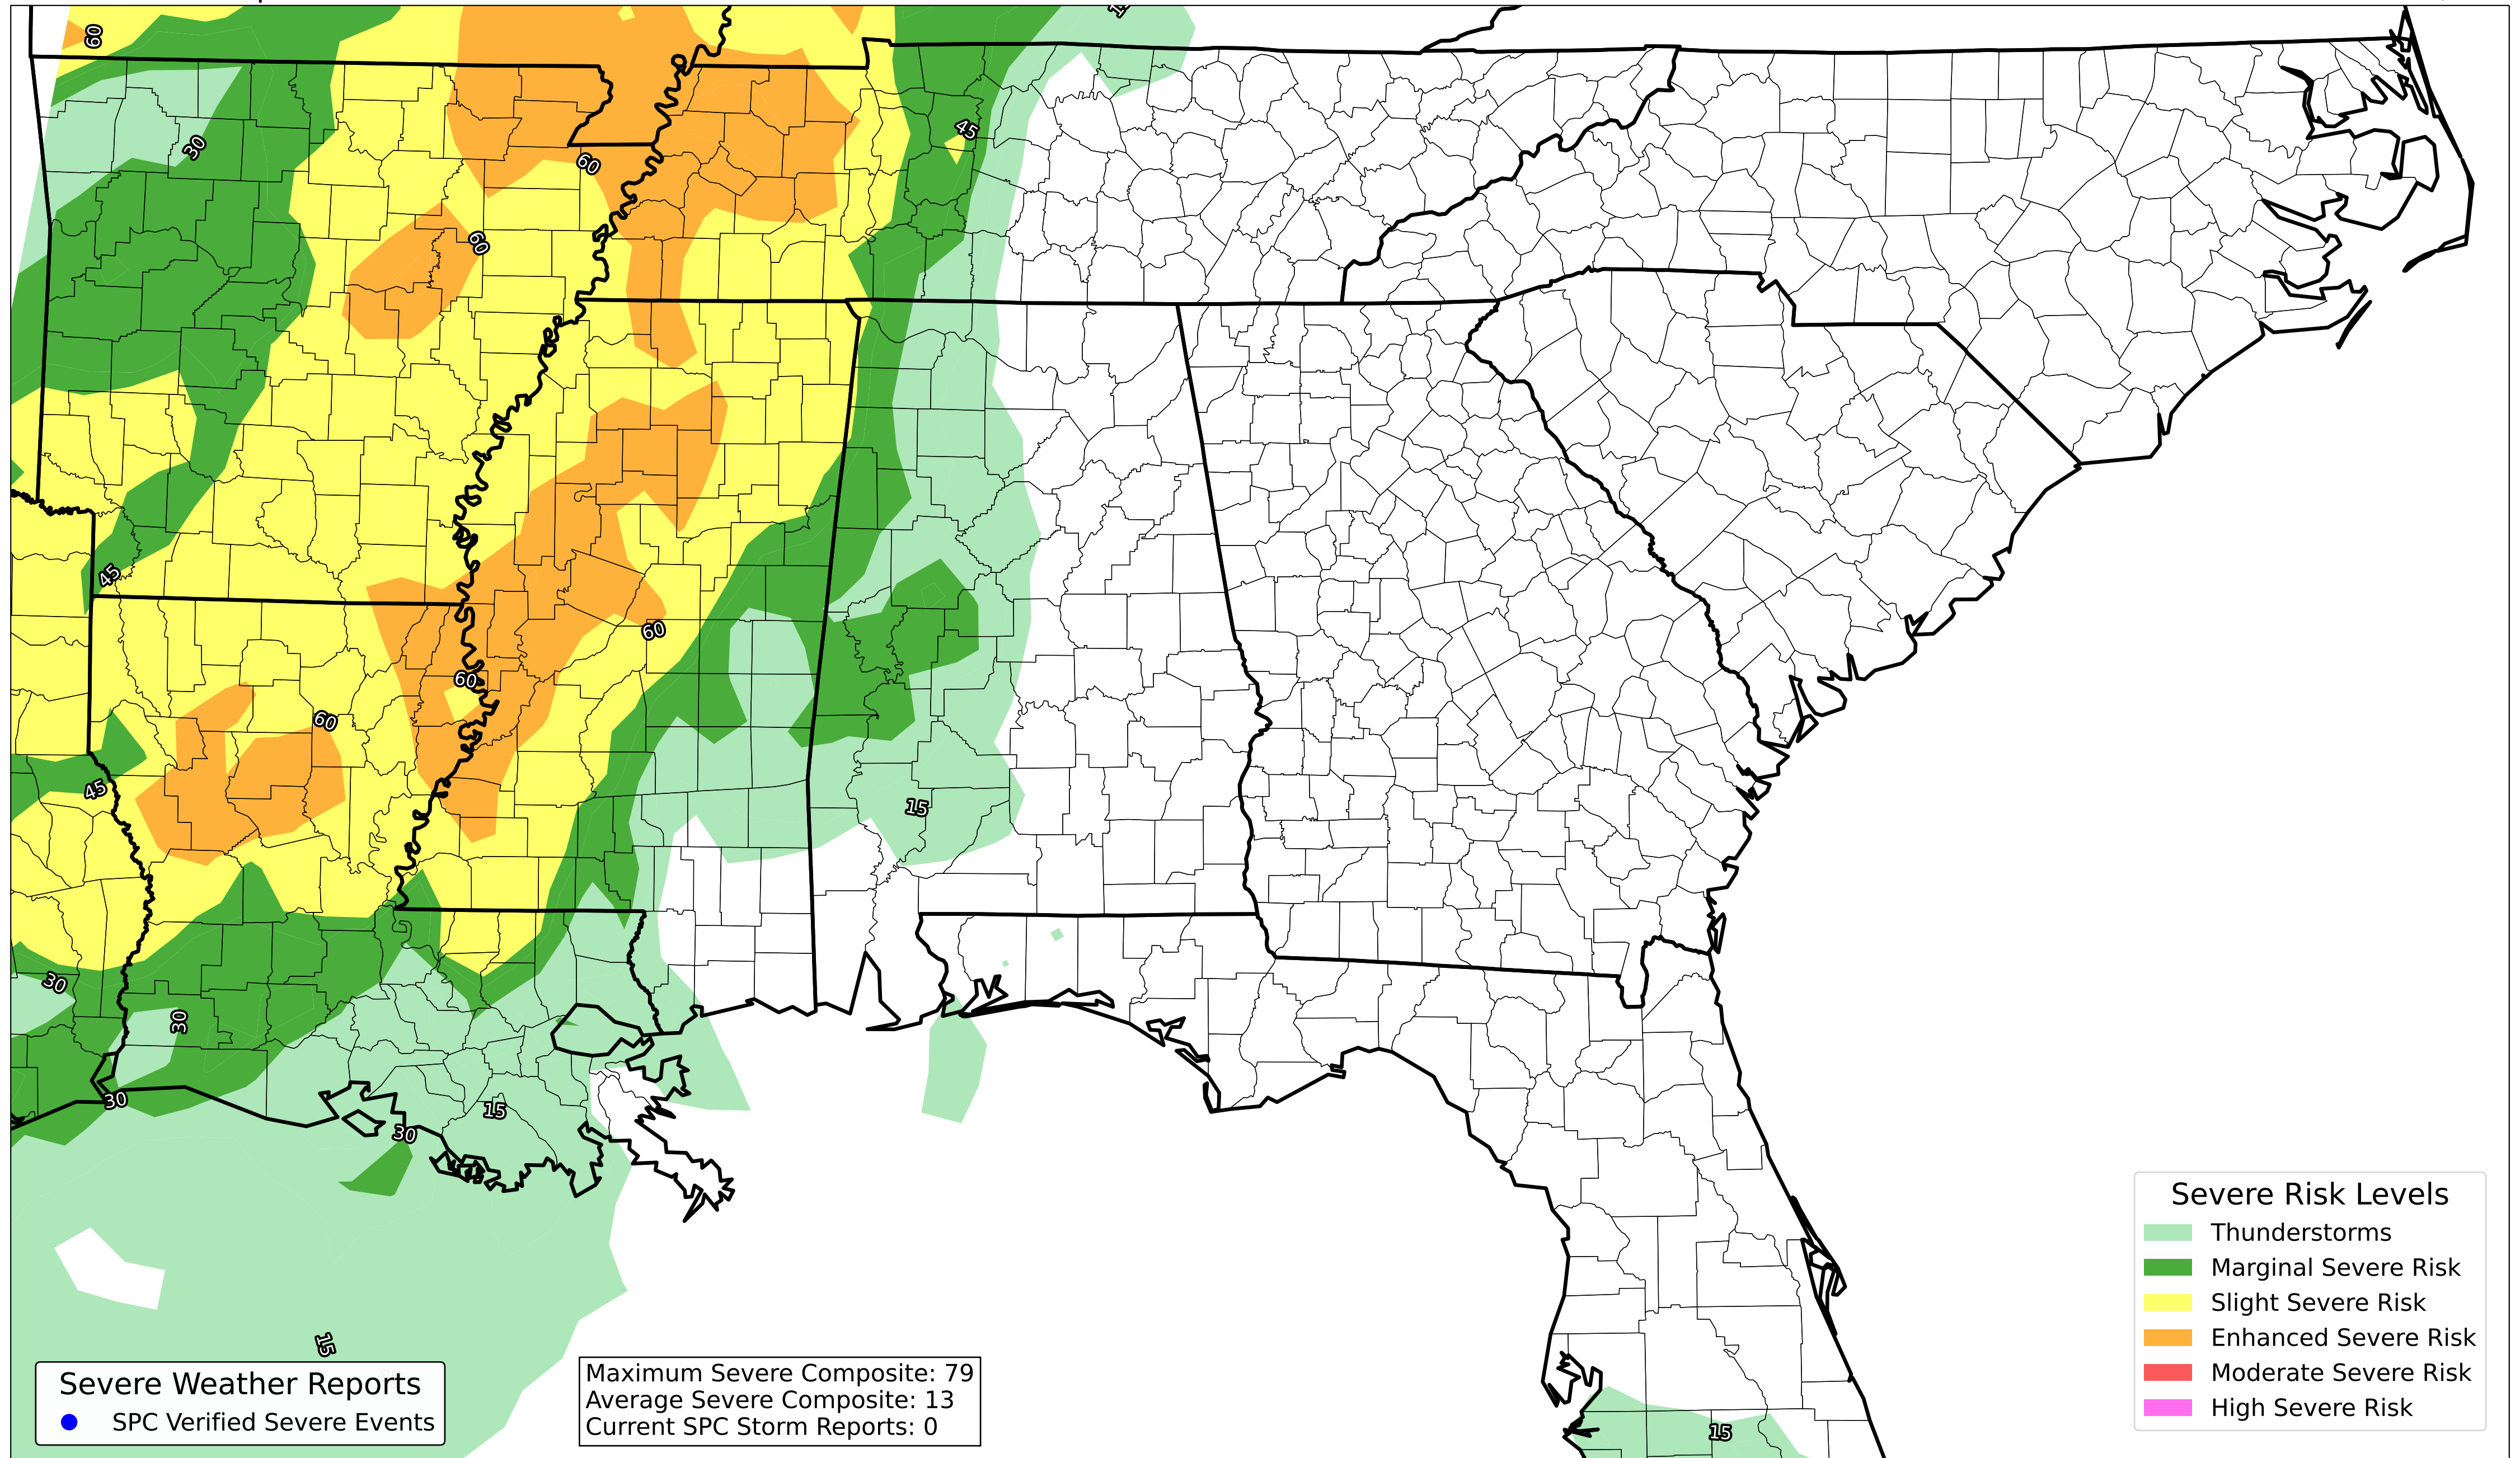 15
60
45
30
60
60
45
60
60
60
45
15
30
30
30
15
30
15
15
Severe Weather Reports
SPC Verified Severe Events
Maximum Severe Composite: 79
Average Severe Composite: 13
Current SPC Storm Reports: 0
Severe Risk Levels
Thunderstorms
Marginal Severe Risk
Slight Severe Risk
Enhanced Severe Risk
Moderate Severe Risk
High Severe Risk